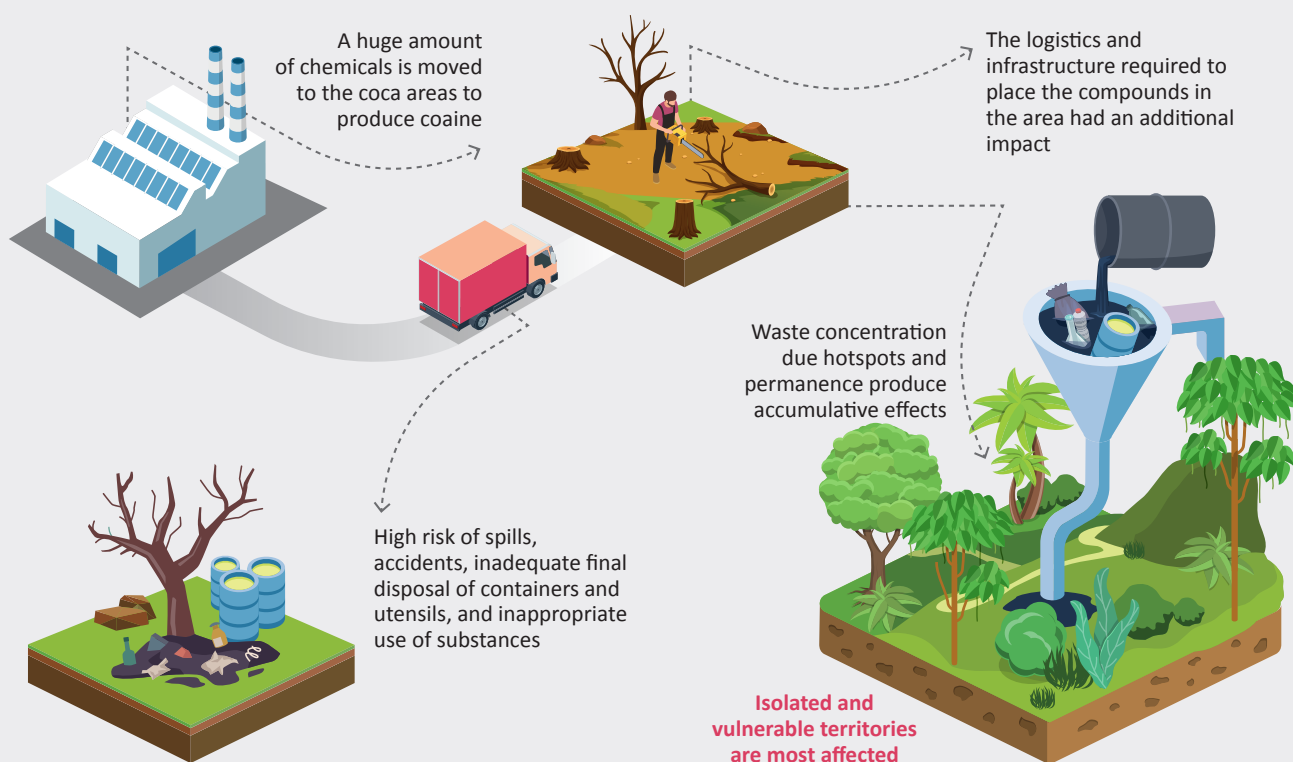 A huge amount
of chemicals is moved
to the coca areas to
produce coaine
The logistics and
infrastructure required to
place the compounds in
the area had an additional
impact
Waste concentration
due hotspots and
permanence produce
accumulative effects
High risk of spills,
accidents, inadequate final
disposal of containers and
utensils, and inappropriate
use of substances
Isolated and
vulnerable territories
are most affected